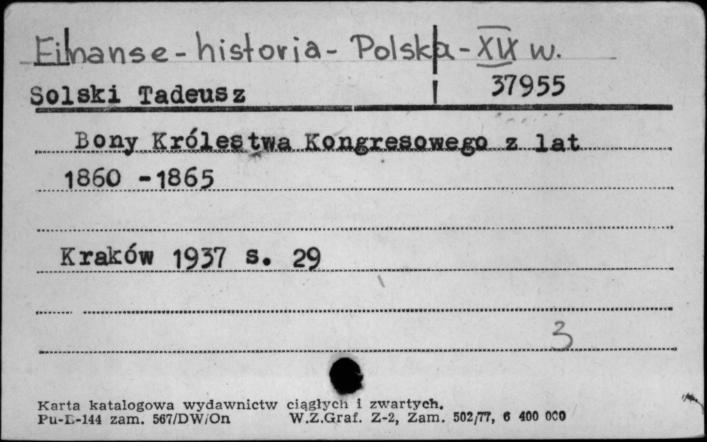 Finanse - historia - Polska - XIX w.
Solski Tadeusz 37955
Bony Królestwa Kongresowego z lat
1860 - 1865
Kraków 1937 s. 29
3
Karta katalogowa wydawnictw ciągłych i zwartych.
Pu-E-144 zam. 567/DW/On W.Z.Graf. Z-2, Zam. 502/77, 6 400 000